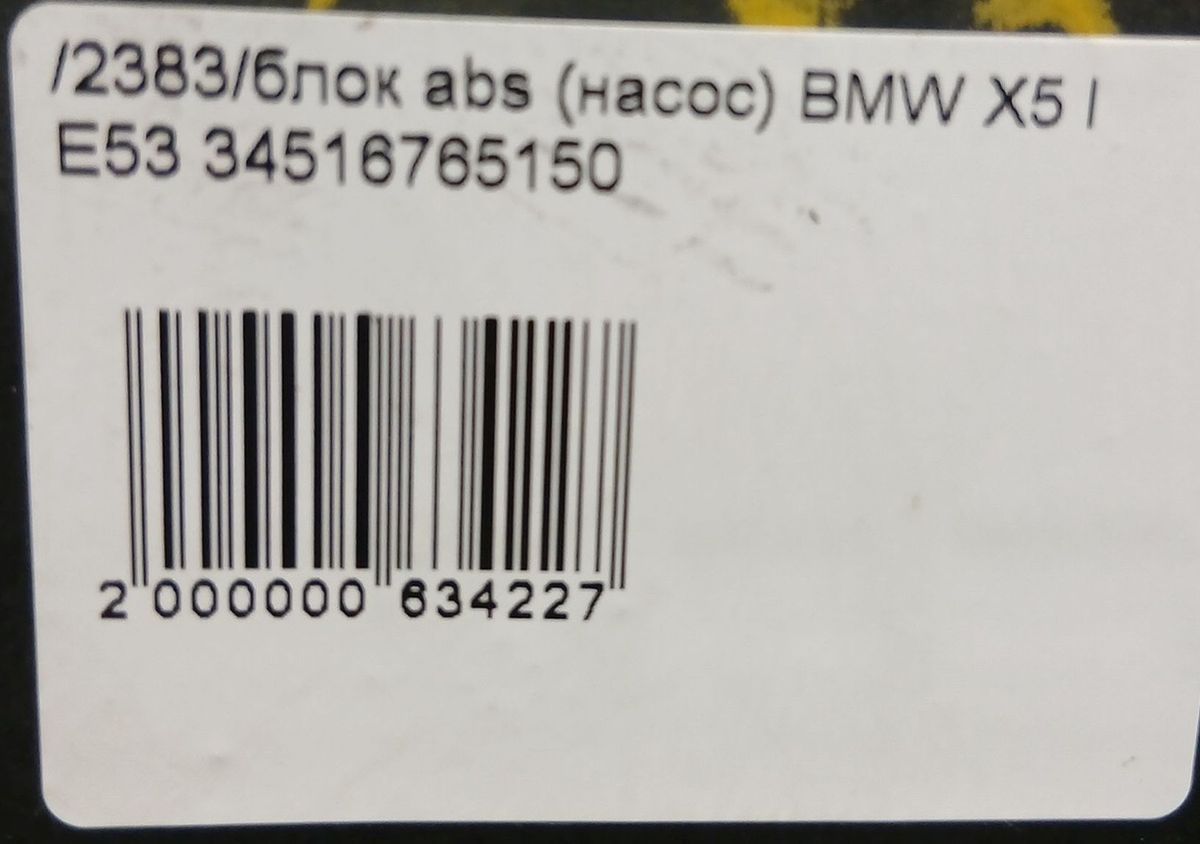 /2383/блок abs (насос) BMW X5 I
E53 34516765150
2 000000 634227